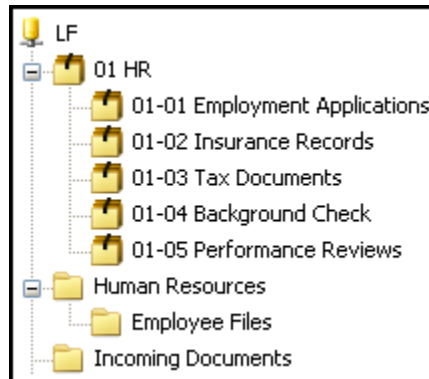 LF
01 HR
01-01 Employment Applications
01-02 Insurance Records
01-03 Tax Documents
01-04 Background Check
01-05 Performance Reviews
Human Resources
Employee Files
Incoming Documents